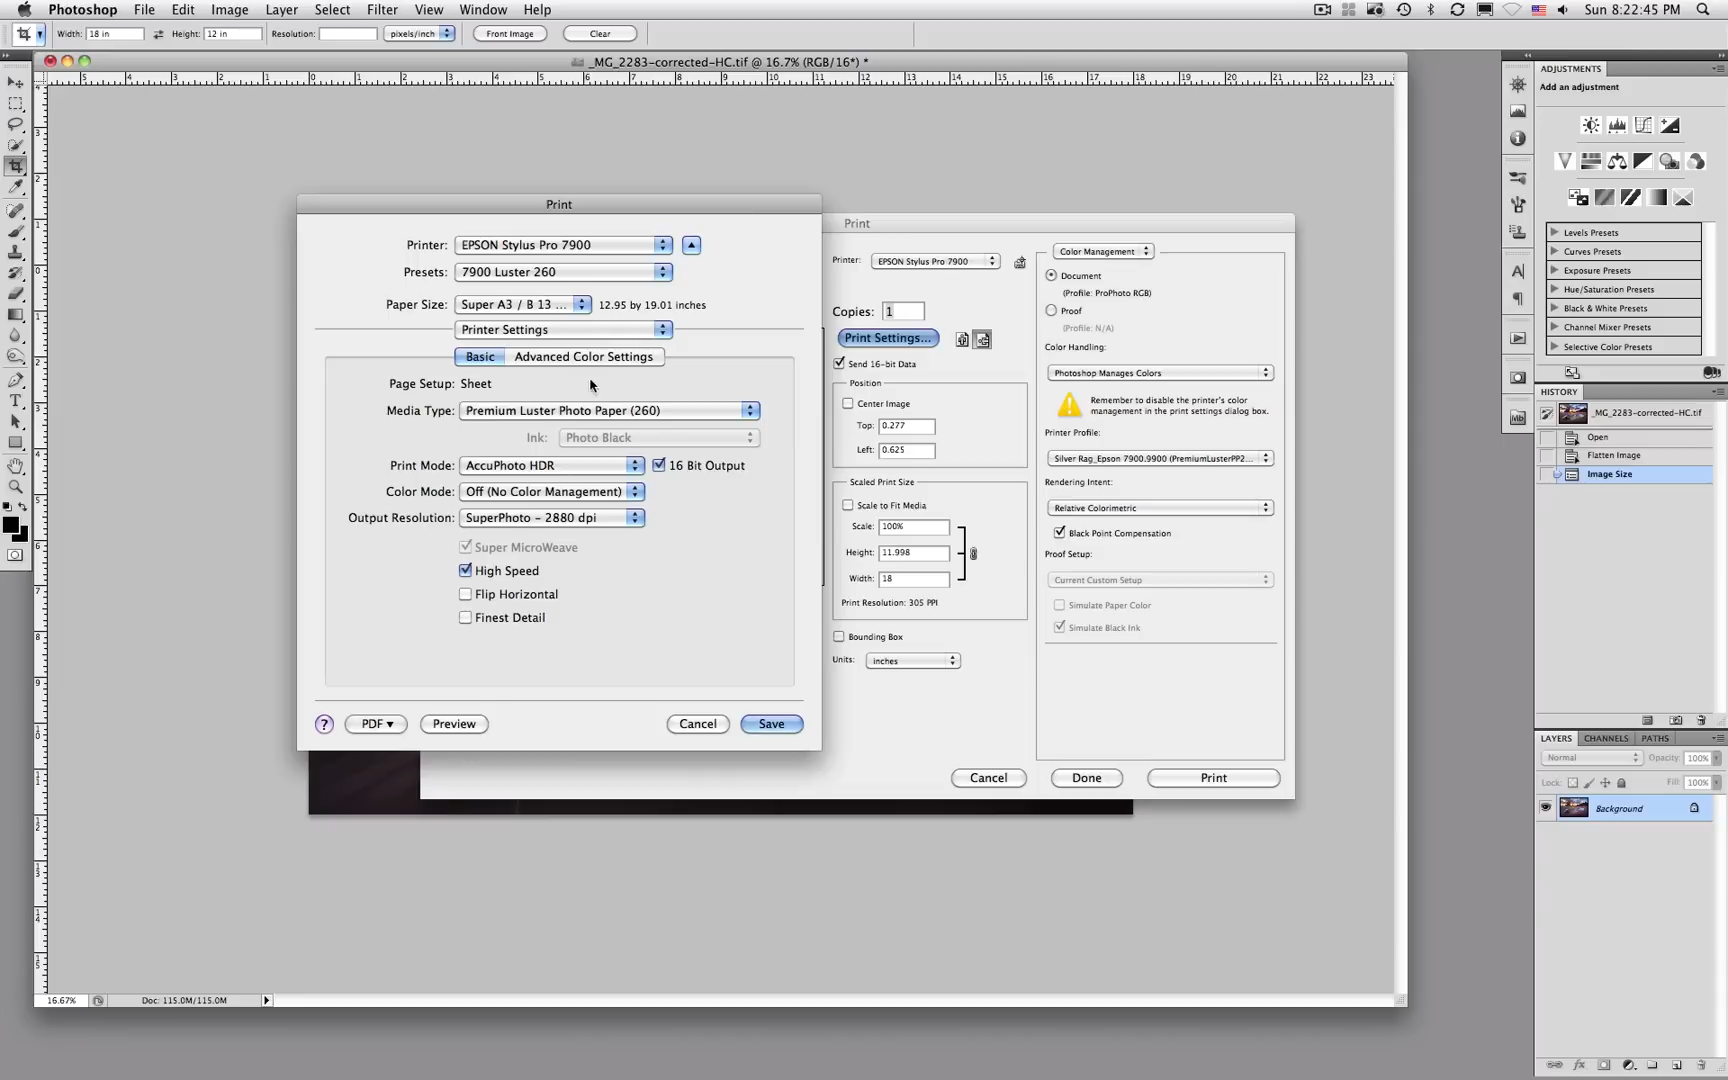 Photoshop File Edit Image Layer Select Filter View Window Help Sun 8:22:45 PM
Width: 18 in Height: 12 in Resolution: pixels/inch Front Image Clear
_MG_2283-corrected-HC.tif @ 16.7% (RGB/16*) *
Print
Printer: EPSON Stylus Pro 7900
Presets: 7900 Luster 260
Paper Size: Super A3 / B 13 ... 12.95 by 19.01 inches
Printer Settings
Basic Advanced Color Settings
Page Setup: Sheet
Media Type: Premium Luster Photo Paper (260)
Ink: Photo Black
Print Mode: AccuPhoto HDR 16 Bit Output
Color Mode: Off (No Color Management)
Output Resolution: SuperPhoto - 2880 dpi
Super MicroWeave
High Speed
Flip Horizontal
Finest Detail
? PDF▼ Preview Cancel Save
Print
Printer: EPSON Stylus Pro 7900
Copies: 1
Print Settings...
Send 16-bit Data
Position
Center Image
Top: 0.277
Left: 0.625
Scaled Print Size
Scale to Fit Media
Scale: 100%
Height: 11.998
Width: 18
Print Resolution: 305 PPI
Bounding Box
Units: inches
Color Management
Document
(Profile: ProPhoto RGB)
Proof
(Profile: N/A)
Color Handling:
Photoshop Manages Colors
Remember to disable the printer's color
management in the print settings dialog box.
Printer Profile:
Silver Rag_Epson 7900.9900 (PremiumLusterPP2...
Rendering Intent:
Relative Colorimetric
Black Point Compensation
Proof Setup:
Current Custom Setup
Simulate Paper Color
Simulate Black Ink
Cancel Done Print
16.67% Doc: 115.0M/115.0M
ADJUSTMENTS
Add an adjustment
Levels Presets
Curves Presets
Exposure Presets
Hue/Saturation Presets
Black & White Presets
Channel Mixer Presets
Selective Color Presets
HISTORY
_MG_2283-corrected-HC.tif
Open
Flatten Image
Image Size
LAYERS CHANNELS PATHS
Normal Opacity: 100%
Lock: Fill: 100%
Background